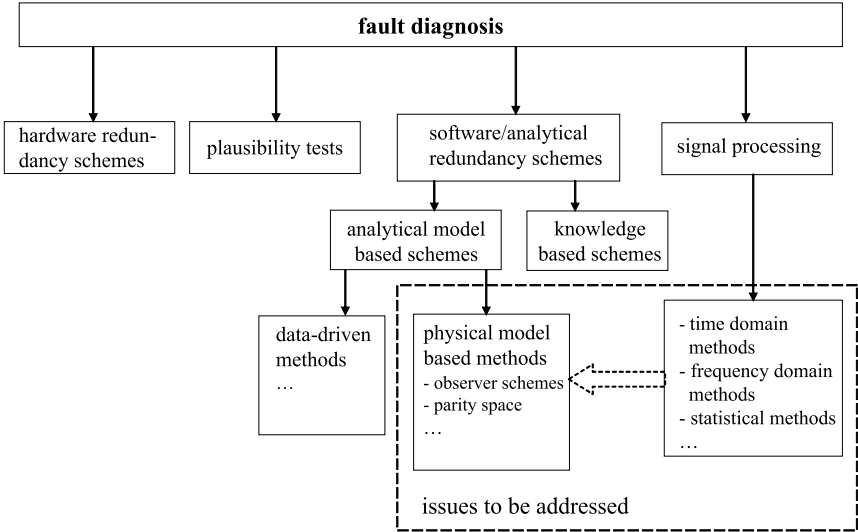 fault diagnosis
hardware redun-
dancy schemes
plausibility tests
software/analytical
redundancy schemes
signal processing
analytical model
based schemes
knowledge
based schemes
data-driven
methods
…
physical model
based methods
- observer schemes
- parity space
…
- time domain
methods
- frequency domain
methods
- statistical methods
…
issues to be addressed